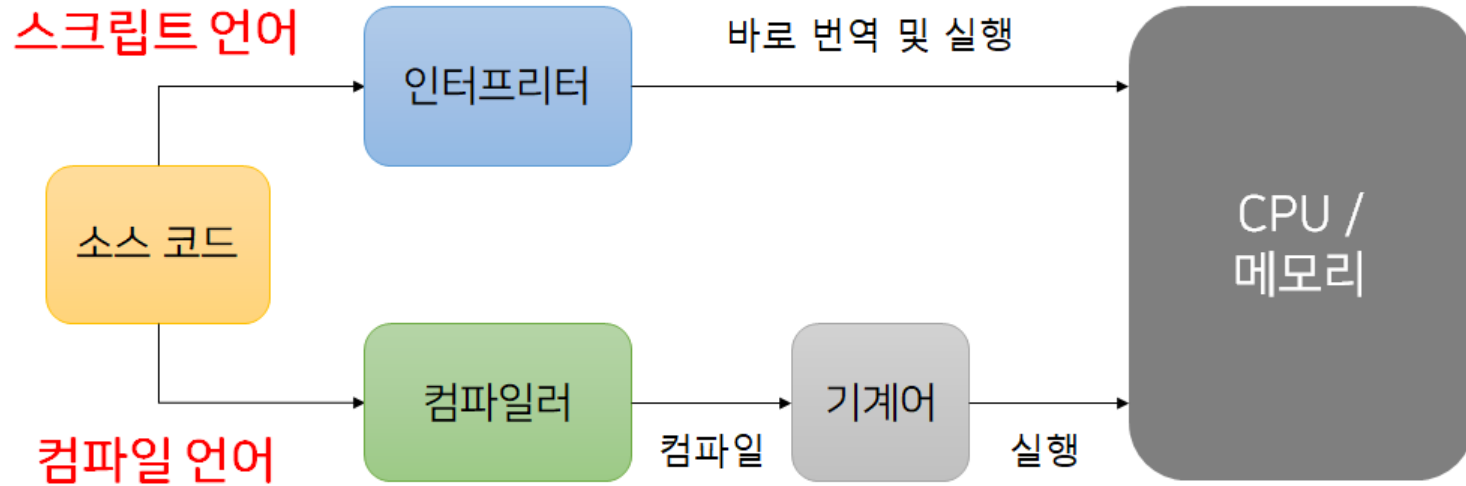 스크립트 언어
인터프리터
바로 번역 및 실행
소스 코드
CPU /
메모리
컴파일 언어
컴파일러
컴파일
기계어
실행